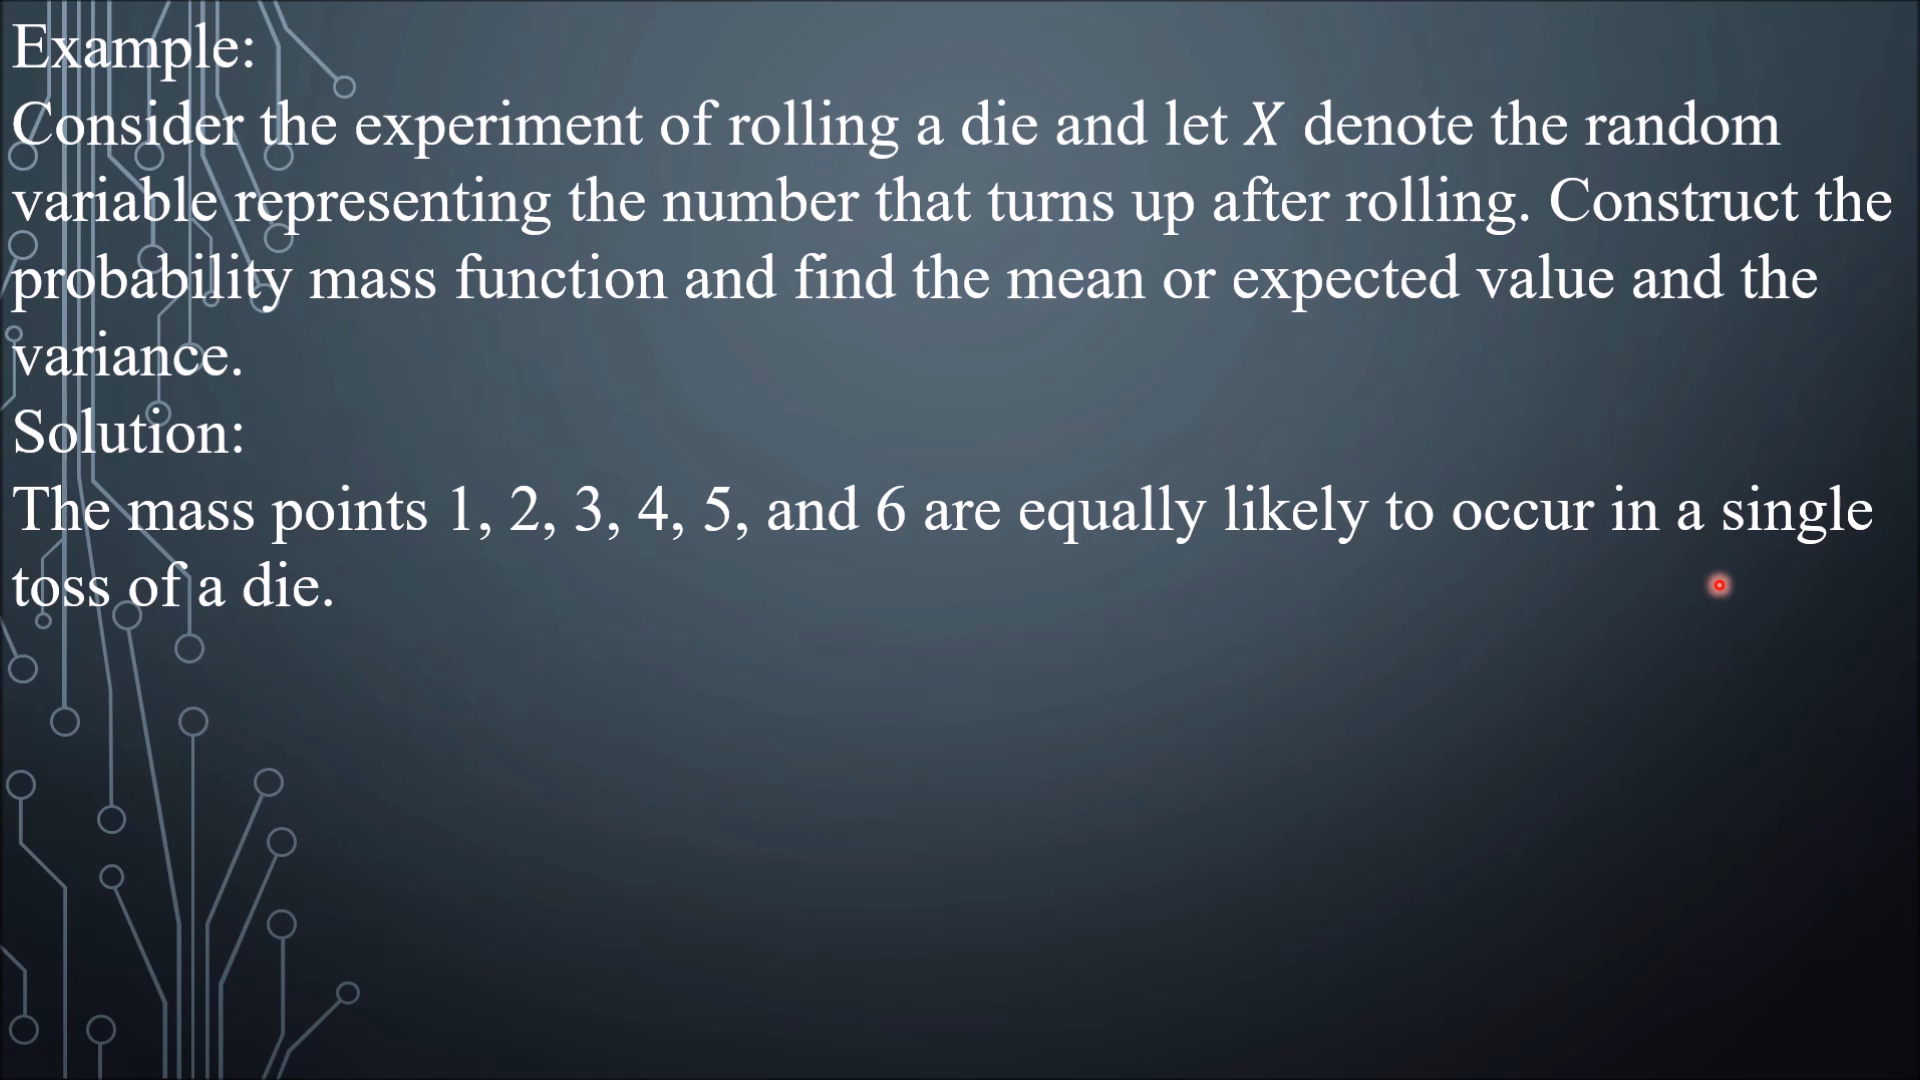 Example:
Consider the experiment of rolling a die and let X denote the random
variable representing the number that turns up after rolling. Construct the
probability mass function and find the mean or expected value and the
variance.
Solution:
The mass points 1, 2, 3, 4, 5, and 6 are equally likely to occur in a single
toss of a die.